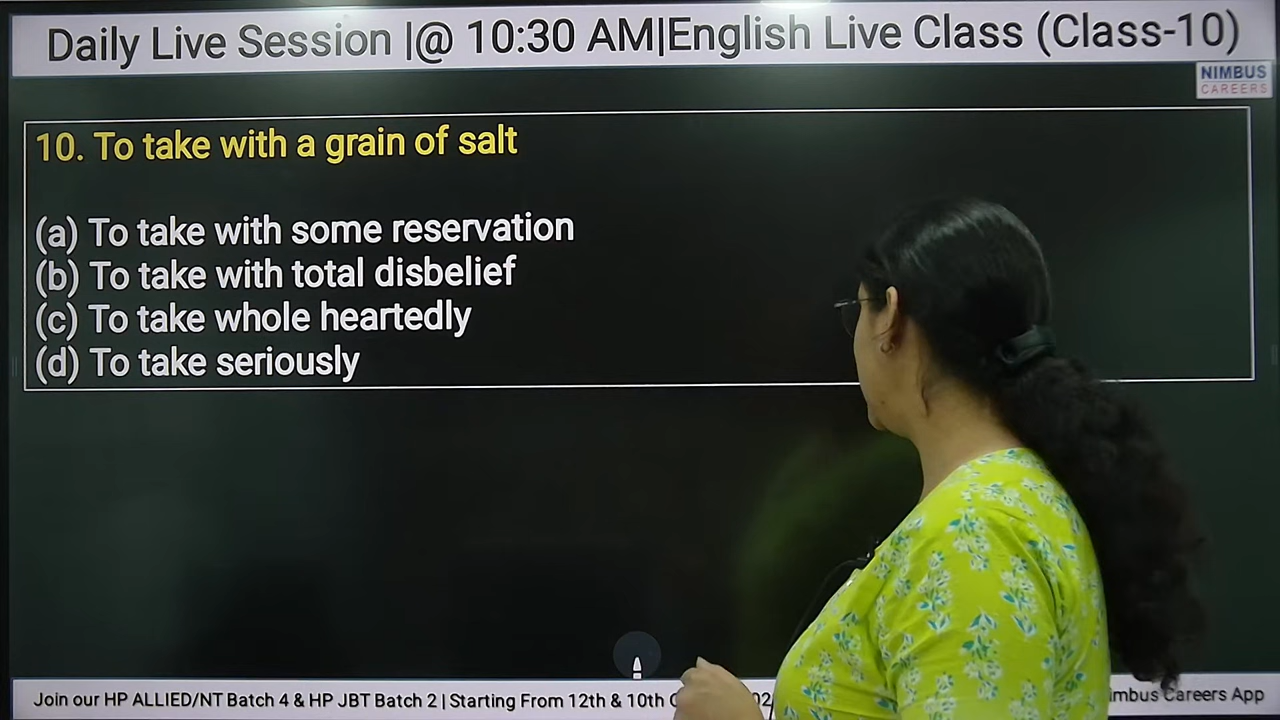 Daily Live Session |@ 10:30 AM|English Live Class (Class-10)
NIMBUS
CAREERS
10. To take with a grain of salt
(a) To take with some reservation
(b) To take with total disbelief
(c) To take whole heartedly
(d) To take seriously
Join our HP ALLIED/NT Batch 4 & HP JBT Batch 2 | Starting From 12th & 10th
Careers App